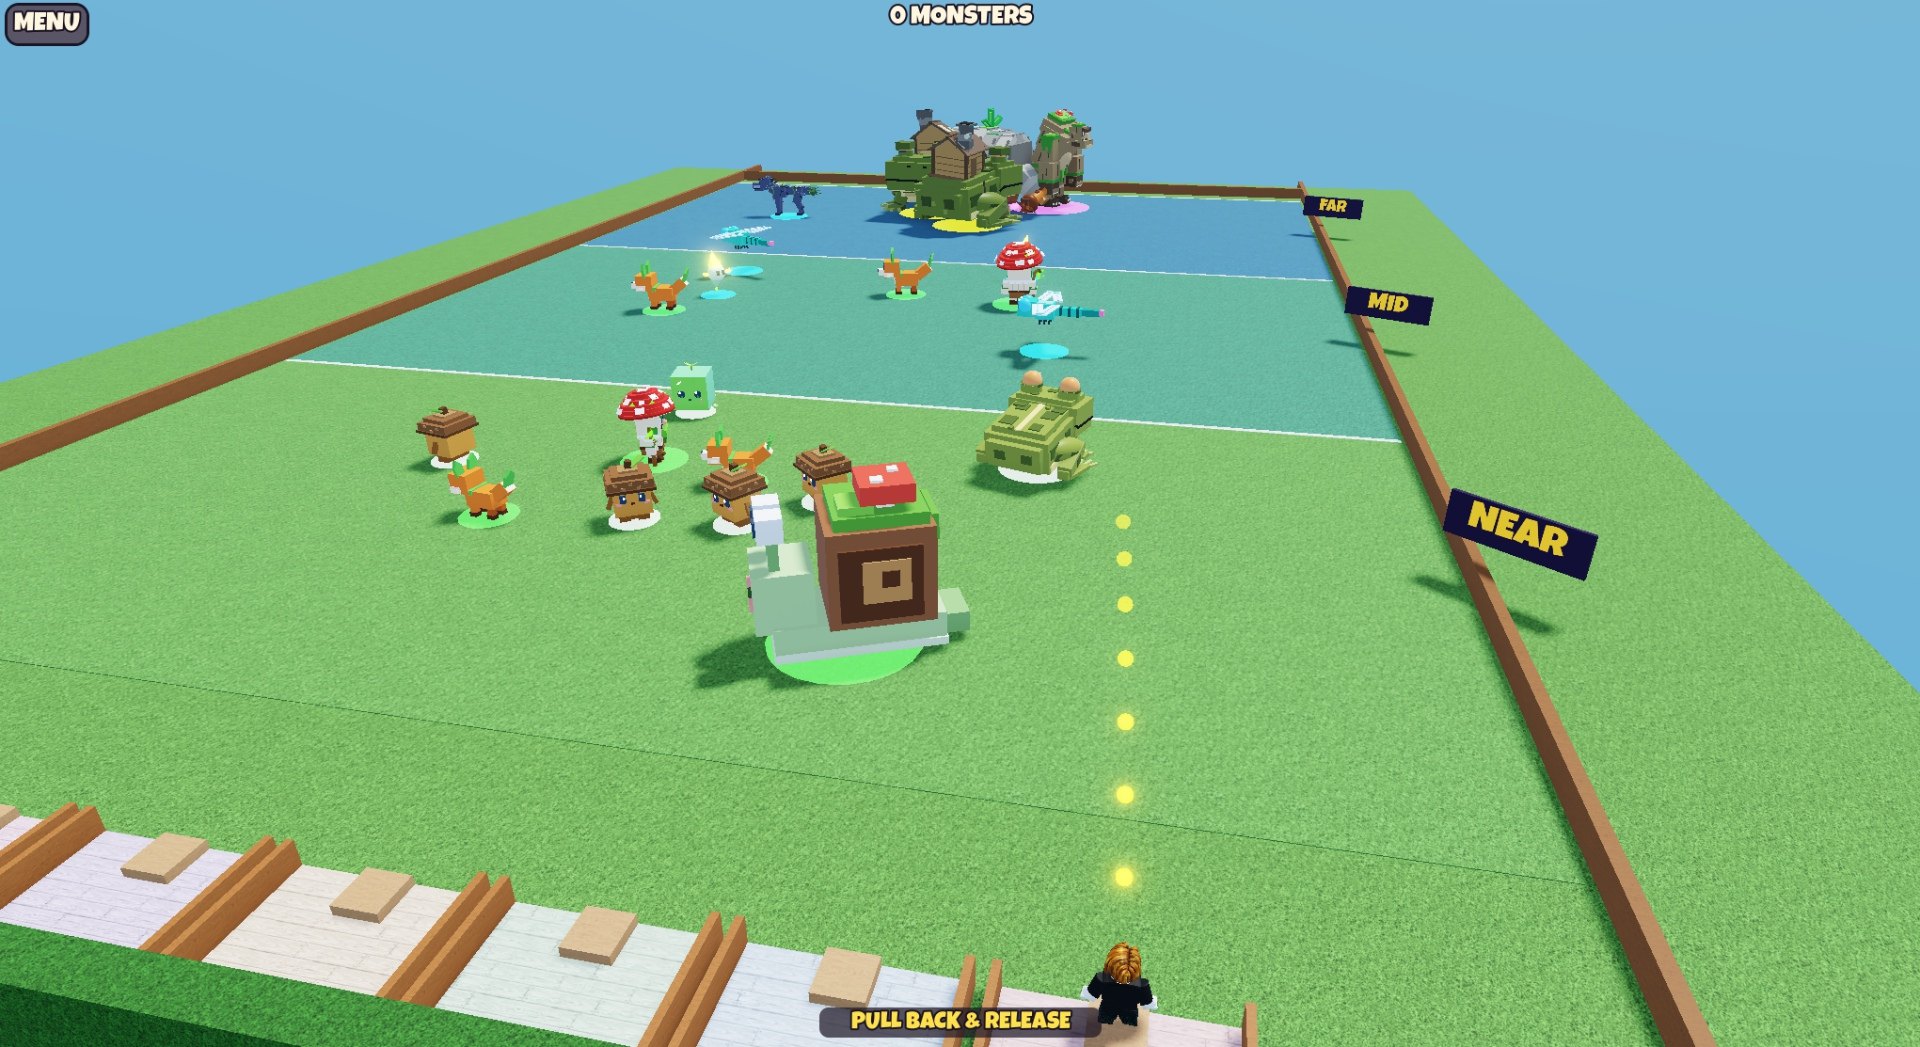 MENU
0 MONSTERS
FAR
MID
NEAR
PULL BACK & RELEASE